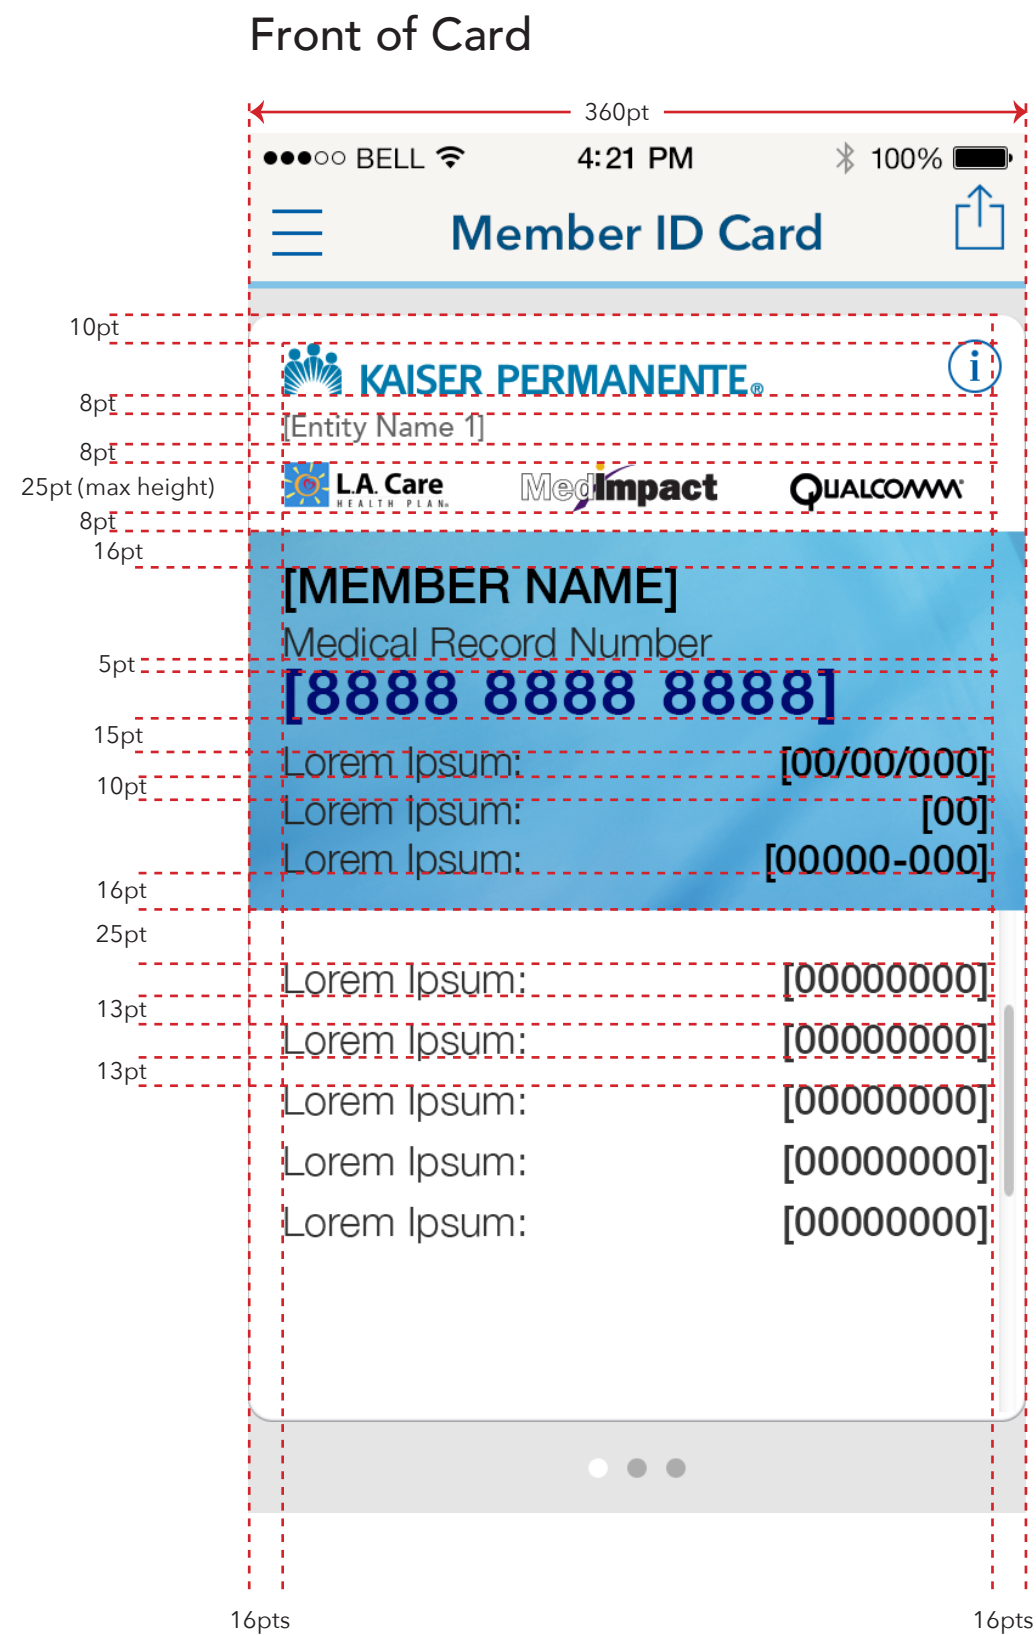 Front of Card
360pt
BELL 4:21 PM 100%
Member ID Card
10pt
KAISER PERMANENTE®
i
8pt
[Entity Name 1]
8pt
25pt (max height)
L.A. Care
HEALTH PLAN®
MedImpact
QUALCOMM®
8pt
16pt
[MEMBER NAME]
Medical Record Number
5pt
[8888 8888 8888]
15pt
Lorem Ipsum: [00/00/000]
10pt
Lorem Ipsum: [00]
Lorem Ipsum: [00000-000]
16pt
25pt
Lorem Ipsum: [00000000]
13pt
Lorem Ipsum: [00000000]
13pt
Lorem Ipsum: [00000000]
Lorem Ipsum: [00000000]
Lorem Ipsum: [00000000]
16pts 16pts